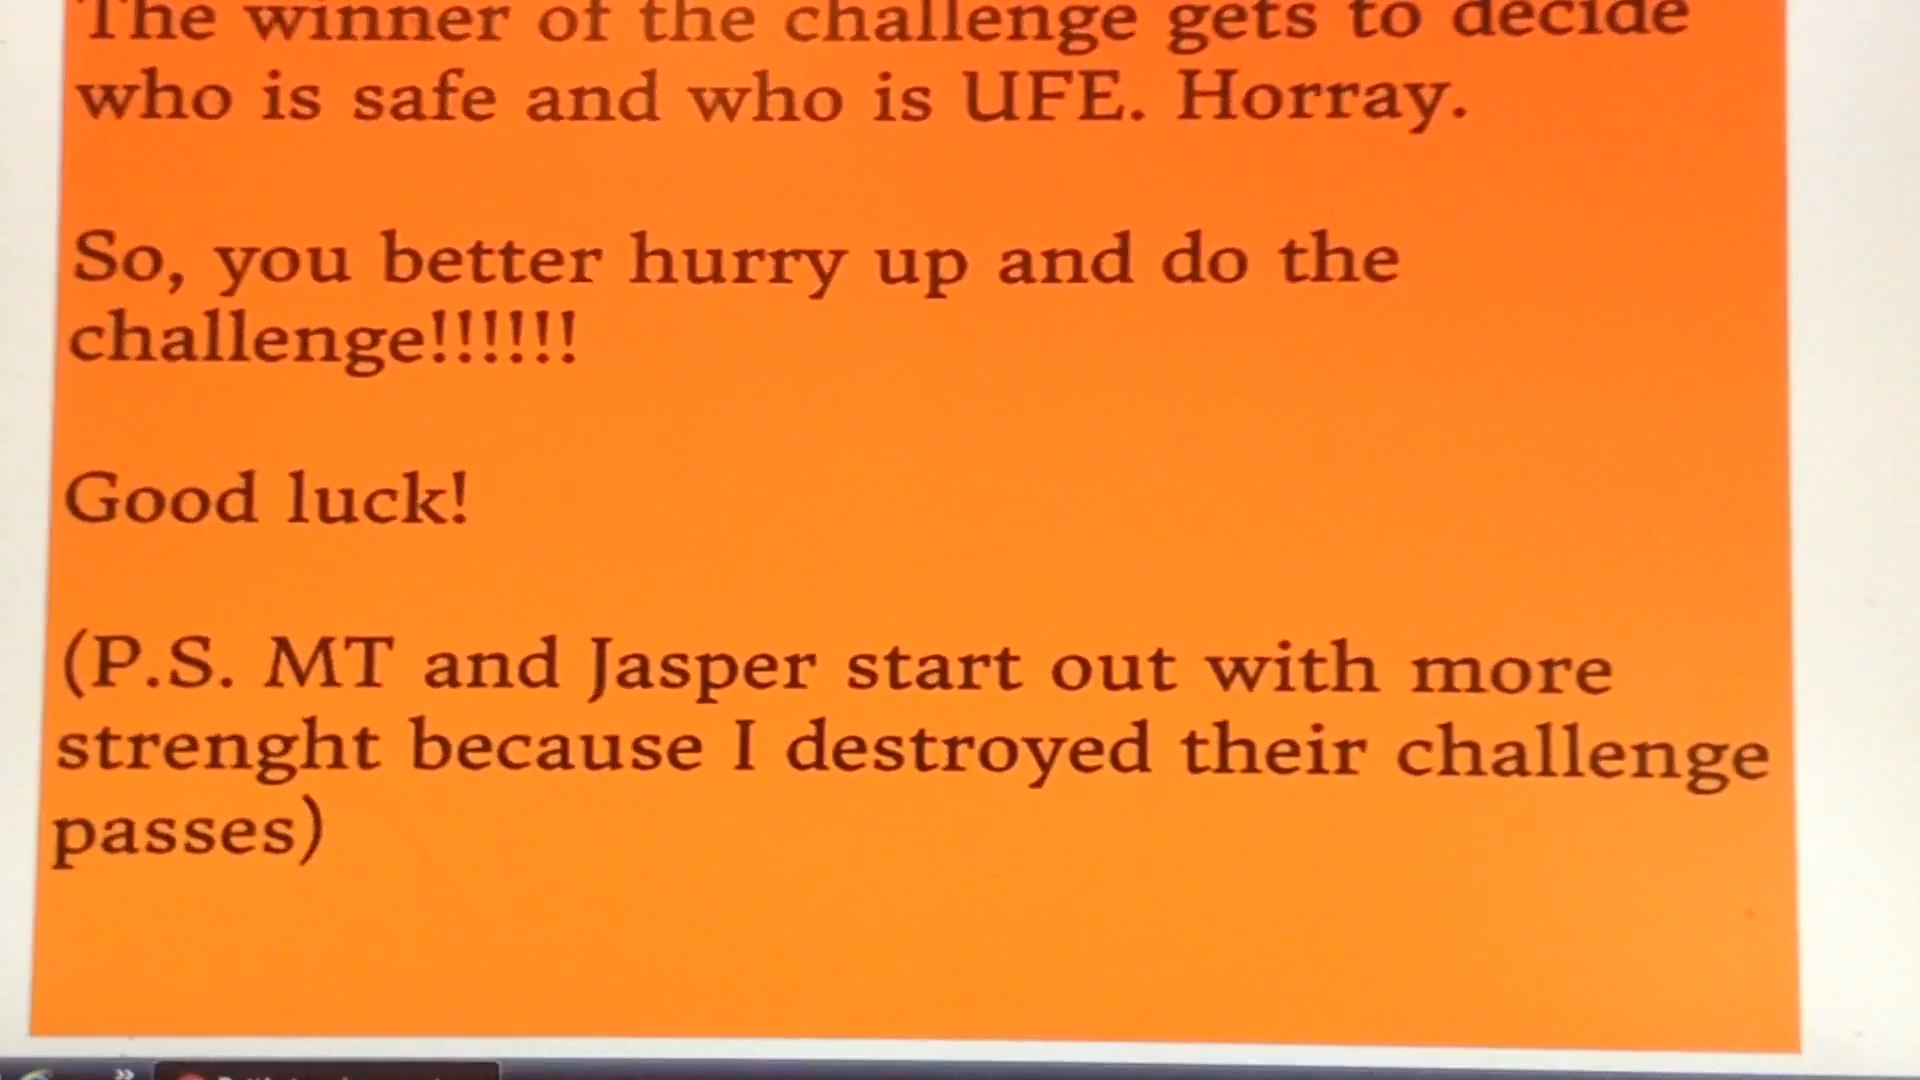 The winner of the challenge gets to decide
who is safe and who is UFE. Horray.
So, you better hurry up and do the
challenge!!!!!!
Good luck!
(P.S. MT and Jasper start out with more
strenght because I destroyed their challenge
passes)